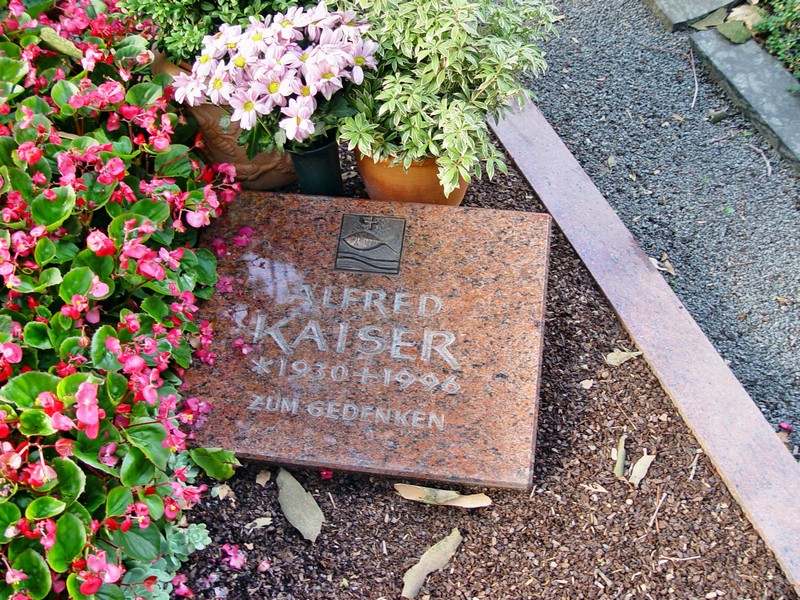 ALFRED
KAISER
*1930 + 1996
ZUM GEDENKEN